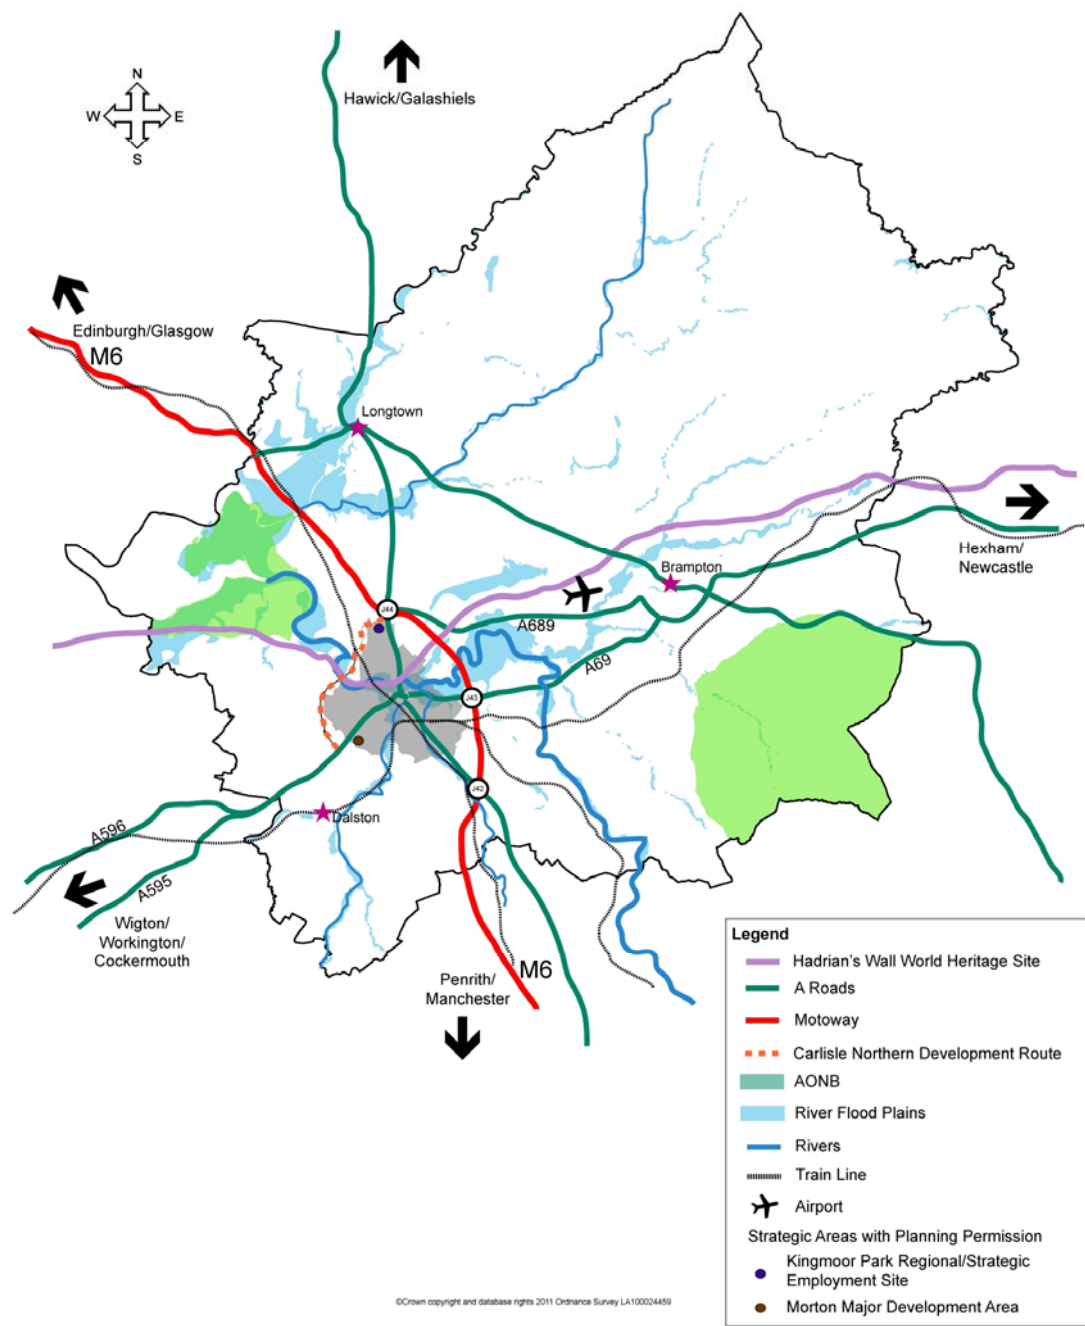 N
W E
S
Hawick/Galashiels
Edinburgh/Glasgow
M6
Longtown
Hexham/
Newcastle
Brampton
J44
A689
A69
J43
J42
Dalston
A596
A595
Wigton/
Workington/
Cockermouth
Penrith/
Manchester
M6
Legend
Hadrian's Wall World Heritage Site
A Roads
Motoway
Carlisle Northern Development Route
AONB
River Flood Plains
Rivers
Train Line
Airport
Strategic Areas with Planning Permission
Kingmoor Park Regional/Strategic
Employment Site
Morton Major Development Area
©Crown copyright and database rights 2011 Ordnance Survey LA100024459